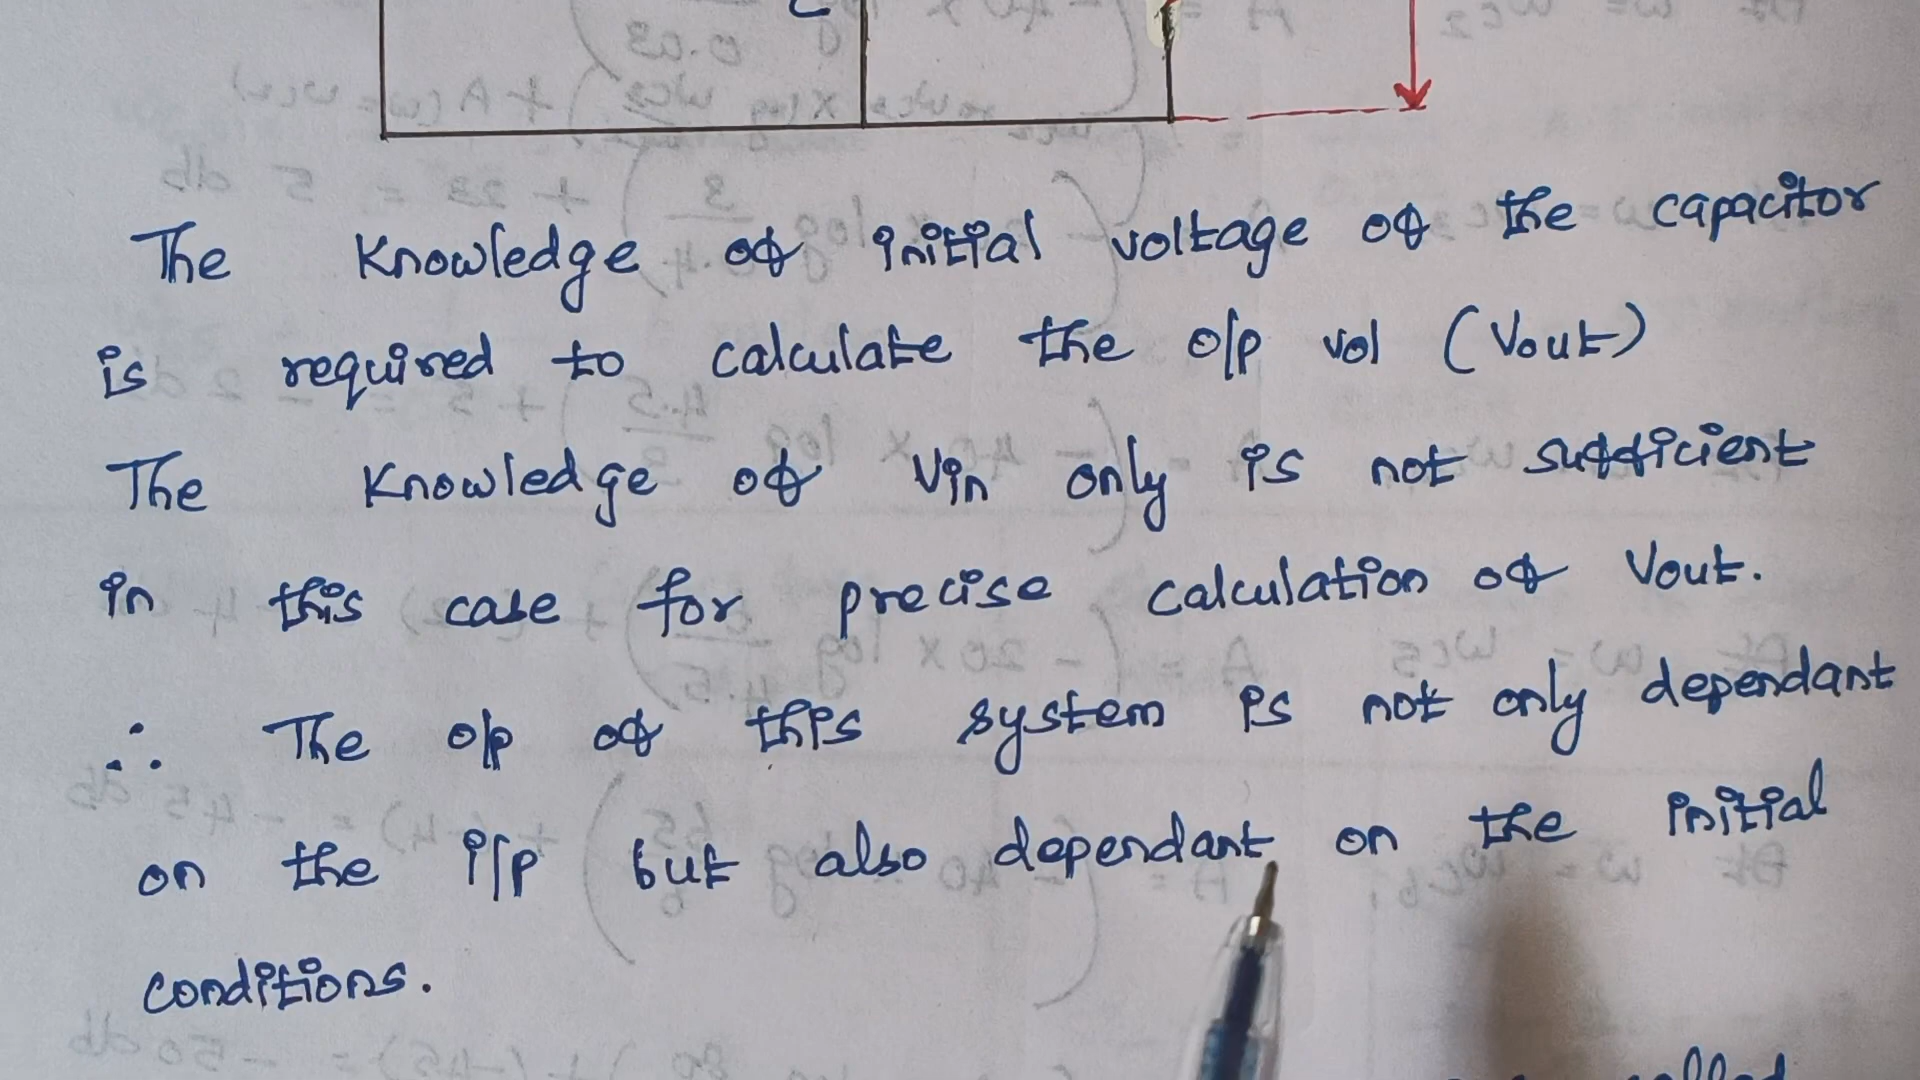 The Knowledge of initial voltage of the capacitor
is required to calculate the o/p vol (Vout)
The Knowledge of Vin only is not sufficient
in this case for precise calculation of Vout.
∴ The o/p of this system is not only dependant
on the i/p but also dependant on the initial
conditions.